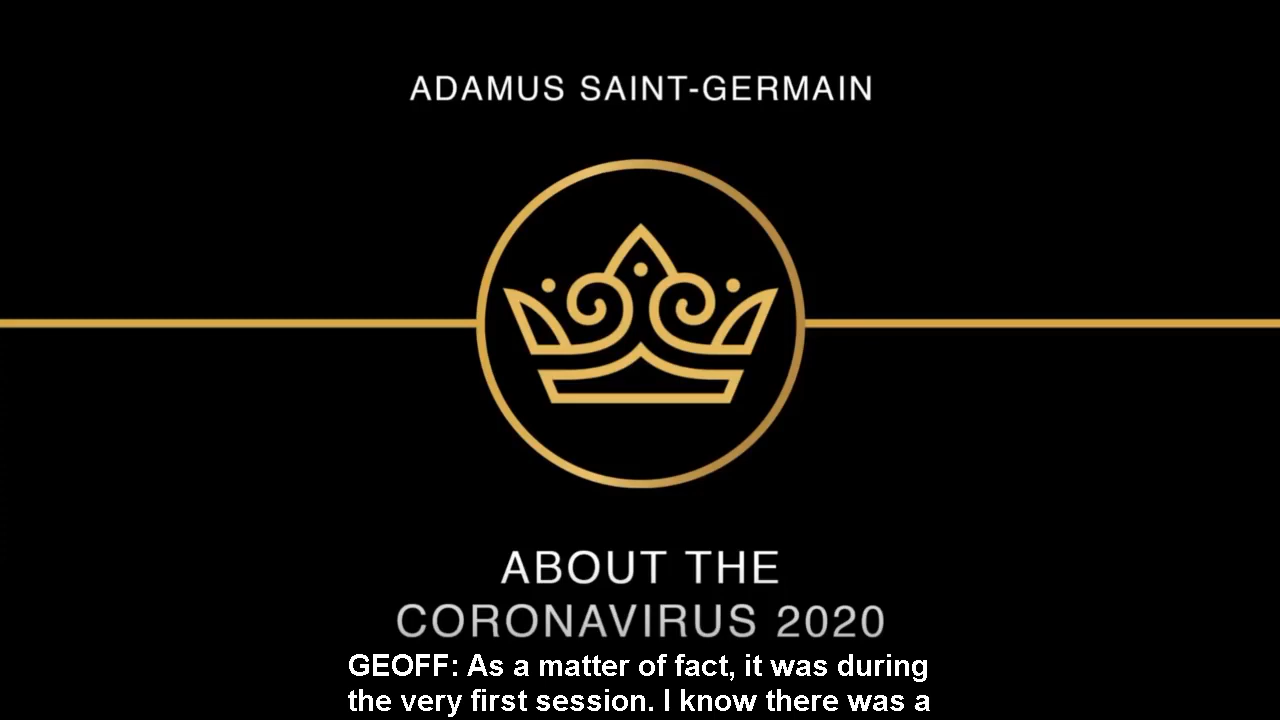 ADAMUS SAINT-GERMAIN
ABOUT THE
CORONAVIRUS 2020
GEOFF: As a matter of fact, it was during
the very first session. I know there was a